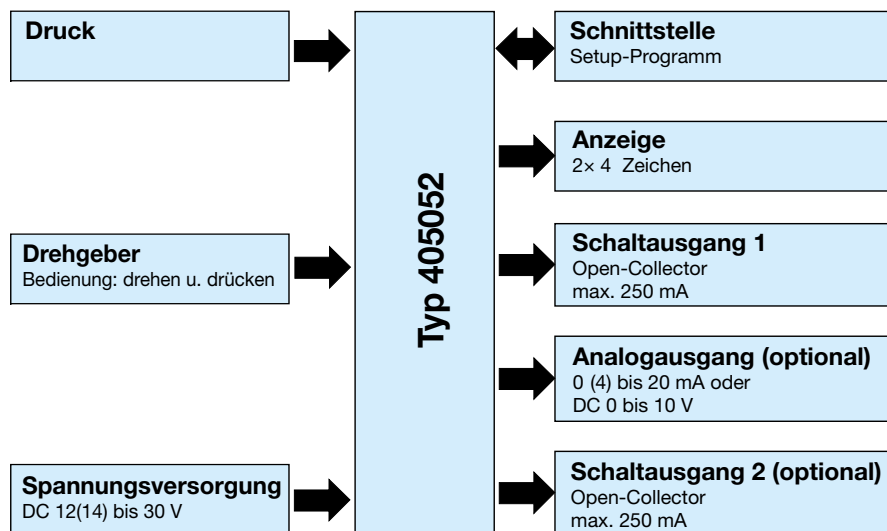 Druck
Drehgeber
Bedienung: drehen u. drücken
Spannungsversorgung
DC 12(14) bis 30 V
Typ 405052
Schnittstelle
Setup-Programm
Anzeige
2× 4 Zeichen
Schaltausgang 1
Open-Collector
max. 250 mA
Analogausgang (optional)
0 (4) bis 20 mA oder
DC 0 bis 10 V
Schaltausgang 2 (optional)
Open-Collector
max. 250 mA